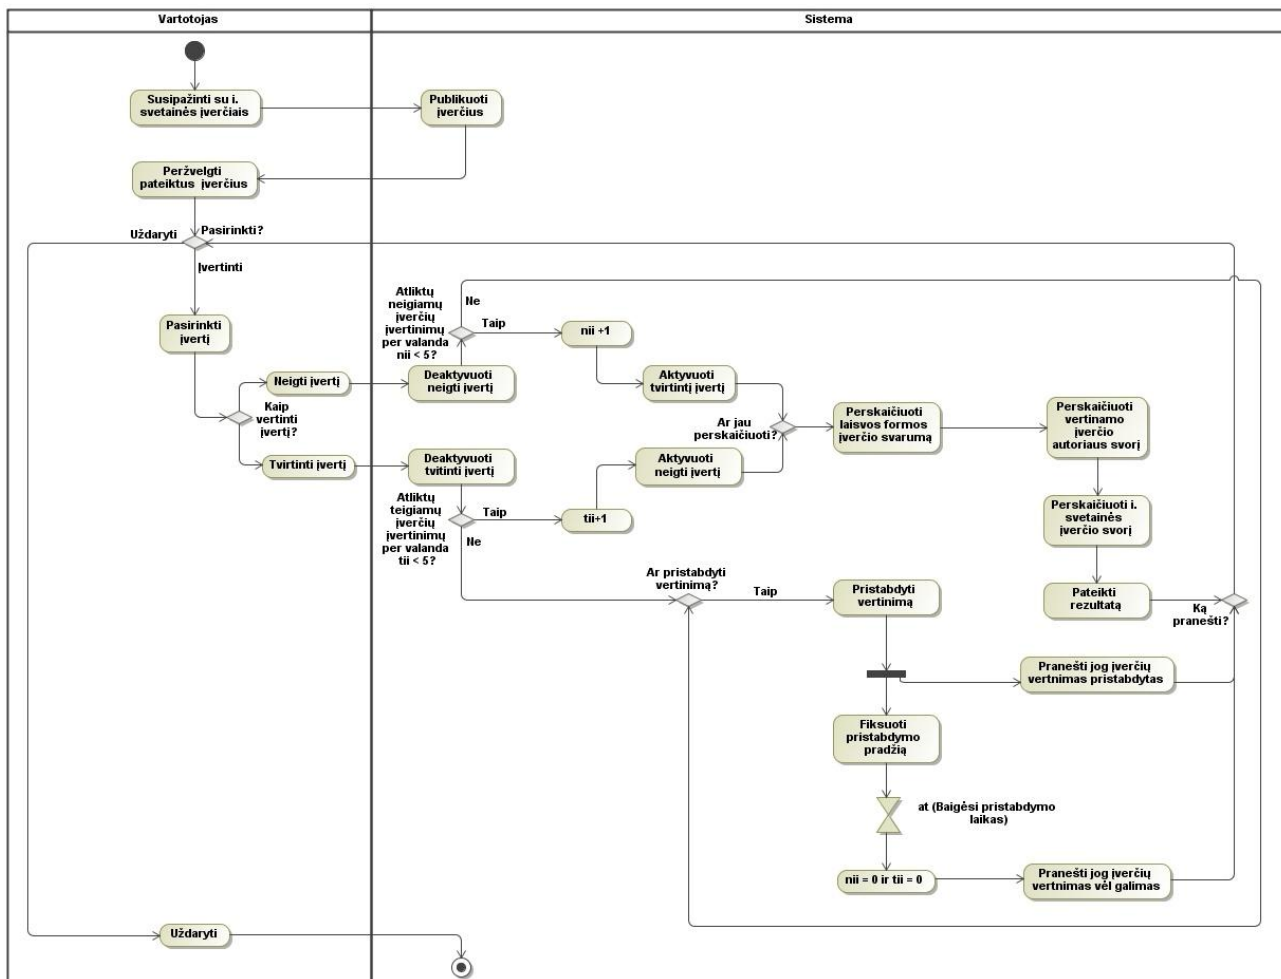 Vartotojas
Sistema
Susipažinti su i.
svetainės įverčiais
Publikuoti
įverčius
Peržvelgti
pateiktus įverčius
Uždaryti
Pasirinkti?
Įvertinti
Pasirinkti
įvertį
Kaip
vertinti
įvertį?
Neigti įvertį
Tvirtinti įvertį
Deaktyvuoti
neigti įvertį
Atliktų
neigiamų
įverčių
įvertinimų
per valanda
nii < 5?
Ne
Taip
nii +1
Aktyvuoti
tvirtintį įvertį
Deaktyvuoti
tvitinti įvertį
Atliktų
teigiamų
įverčių
įvertinimų
per valanda
tii < 5?
Taip
Ne
tii+1
Aktyvuoti
neigti įvertį
Ar jau
perskaičiuoti?
Perskaičiuoti
laisvos formos
įverčio svarumą
Perskaičiuoti
vertinamo
įverčio
autoriaus svorį
Perskaičiuoti i.
svetainės
įverčio svorį
Pateikti
rezultatą
Ką
pranešti?
Ar pristabdyti
vertinimą?
Taip
Pristabdyti
vertinimą
Pranešti jog įverčių
vertnimas pristabdytas
Fiksuoti
pristabdymo
pradžią
at (Baigėsi pristabdymo
laikas)
nii = 0 ir tii = 0
Pranešti jog įverčių
vertnimas vėl galimas
Uždaryti